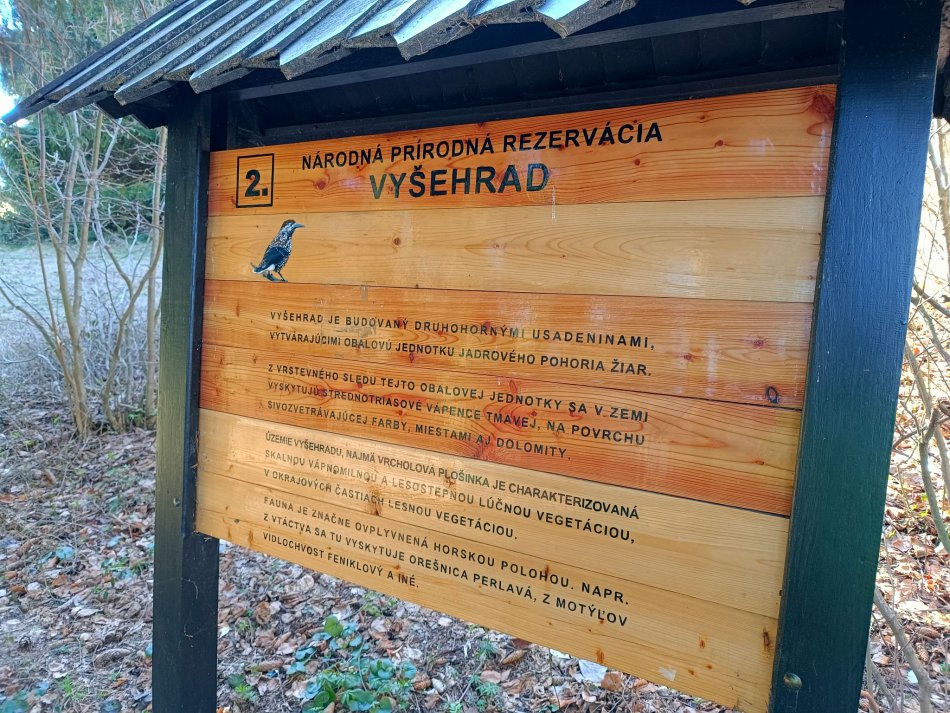 2.
NÁRODNÁ PRÍRODNÁ REZERVÁCIA
VYŠEHRAD
VYŠEHRAD JE BUDOVANÝ DRUHOHORNÝMI USADENINAMI,
VYTVÁRAJÚCIMI OBALOVÚ JEDNOTKU JADROVÉHO POHORIA ŽIAR.
Z VRSTEVNÉHO SLEDU TEJTO OBALOVEJ JEDNOTKY SA V ZEMI
VYSKYTUJÚ STREDNOTRIASOVÉ VÁPENCE TMAVEJ, NA POVRCHU
SIVOZVETRÁVAJÚCEJ FARBY, MIESTAMI AJ DOLOMITY.
ÚZEMIE VYŠEHRADU, NAJMÄ VRCHOLOVÁ PLOŠINKA JE CHARAKTERIZOVANÁ
SKALNOU VÁPNOMILNOU A LESOSTEPNOU LÚČNOU VEGETÁCIOU,
V OKRAJOVÝCH ČASTIACH LESNOU VEGETÁCIOU.
FAUNA JE ZNAČNE OVPLYVNENÁ HORSKOU POLOHOU. NAPR.
Z VTÁCTVA SA TU VYSKYTUJE OREŠNICA PERLAVÁ, Z MOTÝĽOV
VIDLOCHVOST FENIKLOVÝ A INÉ.